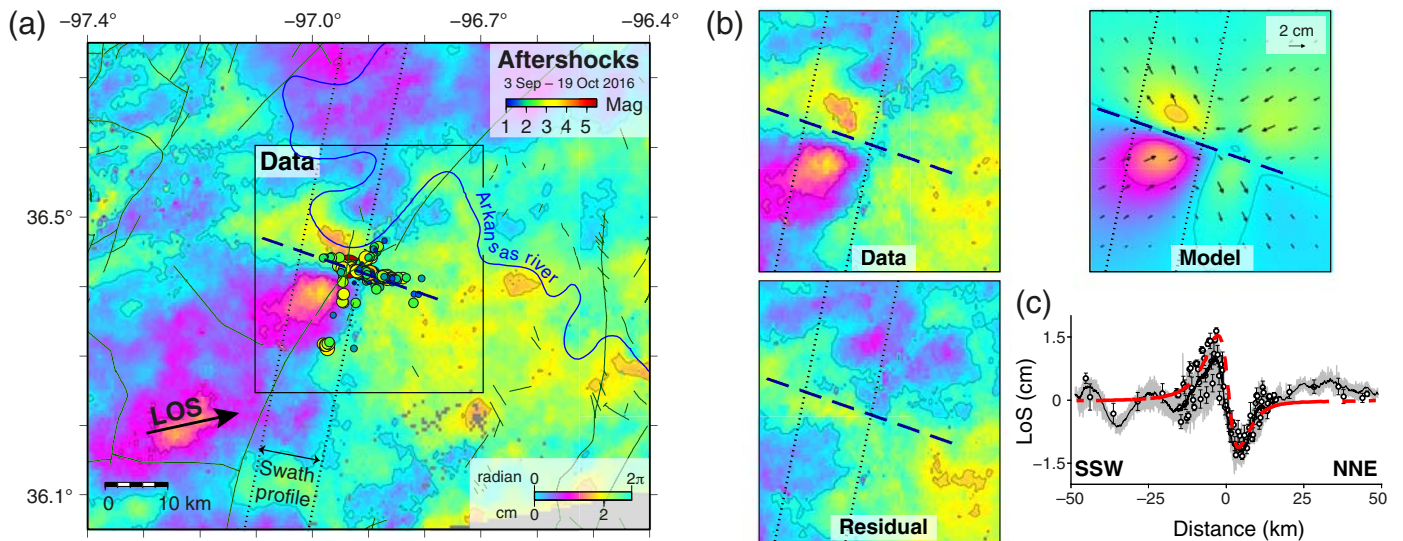 (a)
−97.4°
−97.0°
−96.7°
−96.4°
36.5°
36.1°
Aftershocks
3 Sep – 19 Oct 2016
Mag
1 2 3 4 5
Data
Arkansas river
LOS
0 10 km
Swath
profile
radian 0 2π
cm 0 2
(b)
Data
2 cm
Model
Residual
(c)
LoS (cm)
1.5
0
−1.5
SSW
NNE
−50 −25 0 25 50
Distance (km)